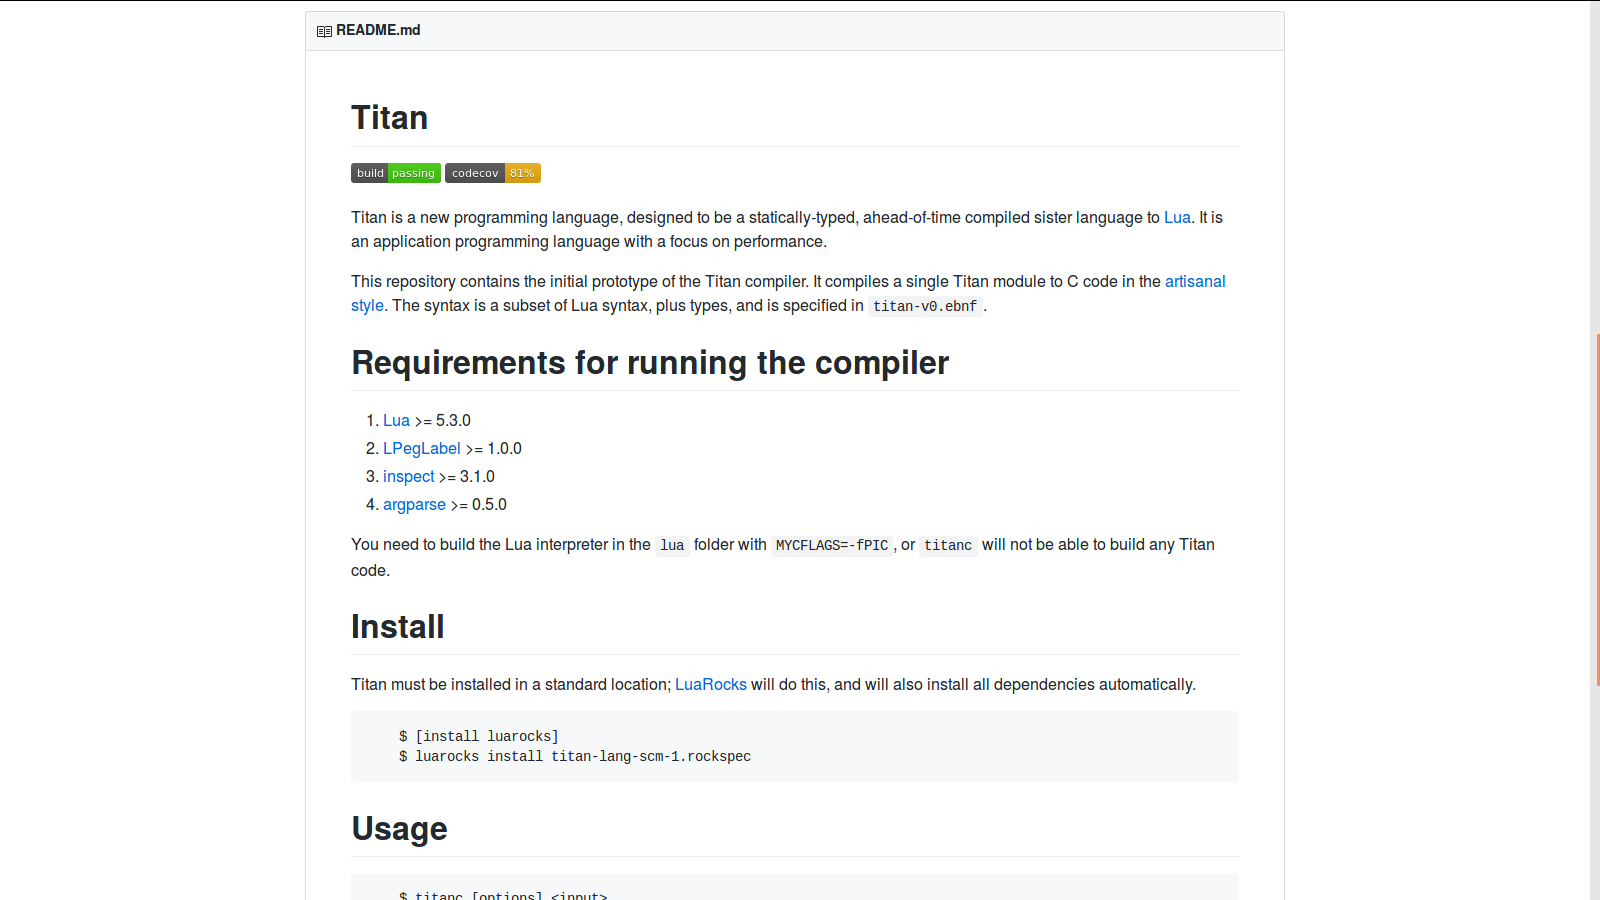 README.md
Titan
build passing codecov 81%
Titan is a new programming language, designed to be a statically-typed, ahead-of-time compiled sister language to Lua. It is
an application programming language with a focus on performance.
This repository contains the initial prototype of the Titan compiler. It compiles a single Titan module to C code in the artisanal
style. The syntax is a subset of Lua syntax, plus types, and is specified in titan-v0.ebnf.
Requirements for running the compiler
1. Lua >= 5.3.0
2. LPegLabel >= 1.0.0
3. inspect >= 3.1.0
4. argparse >= 0.5.0
You need to build the Lua interpreter in the lua folder with MYCFLAGS=-fPIC, or titanc will not be able to build any Titan
code.
Install
Titan must be installed in a standard location; LuaRocks will do this, and will also install all dependencies automatically.
$ [install luarocks]
$ luarocks install titan-lang-scm-1.rockspec
Usage
$ titanc [options] <input>